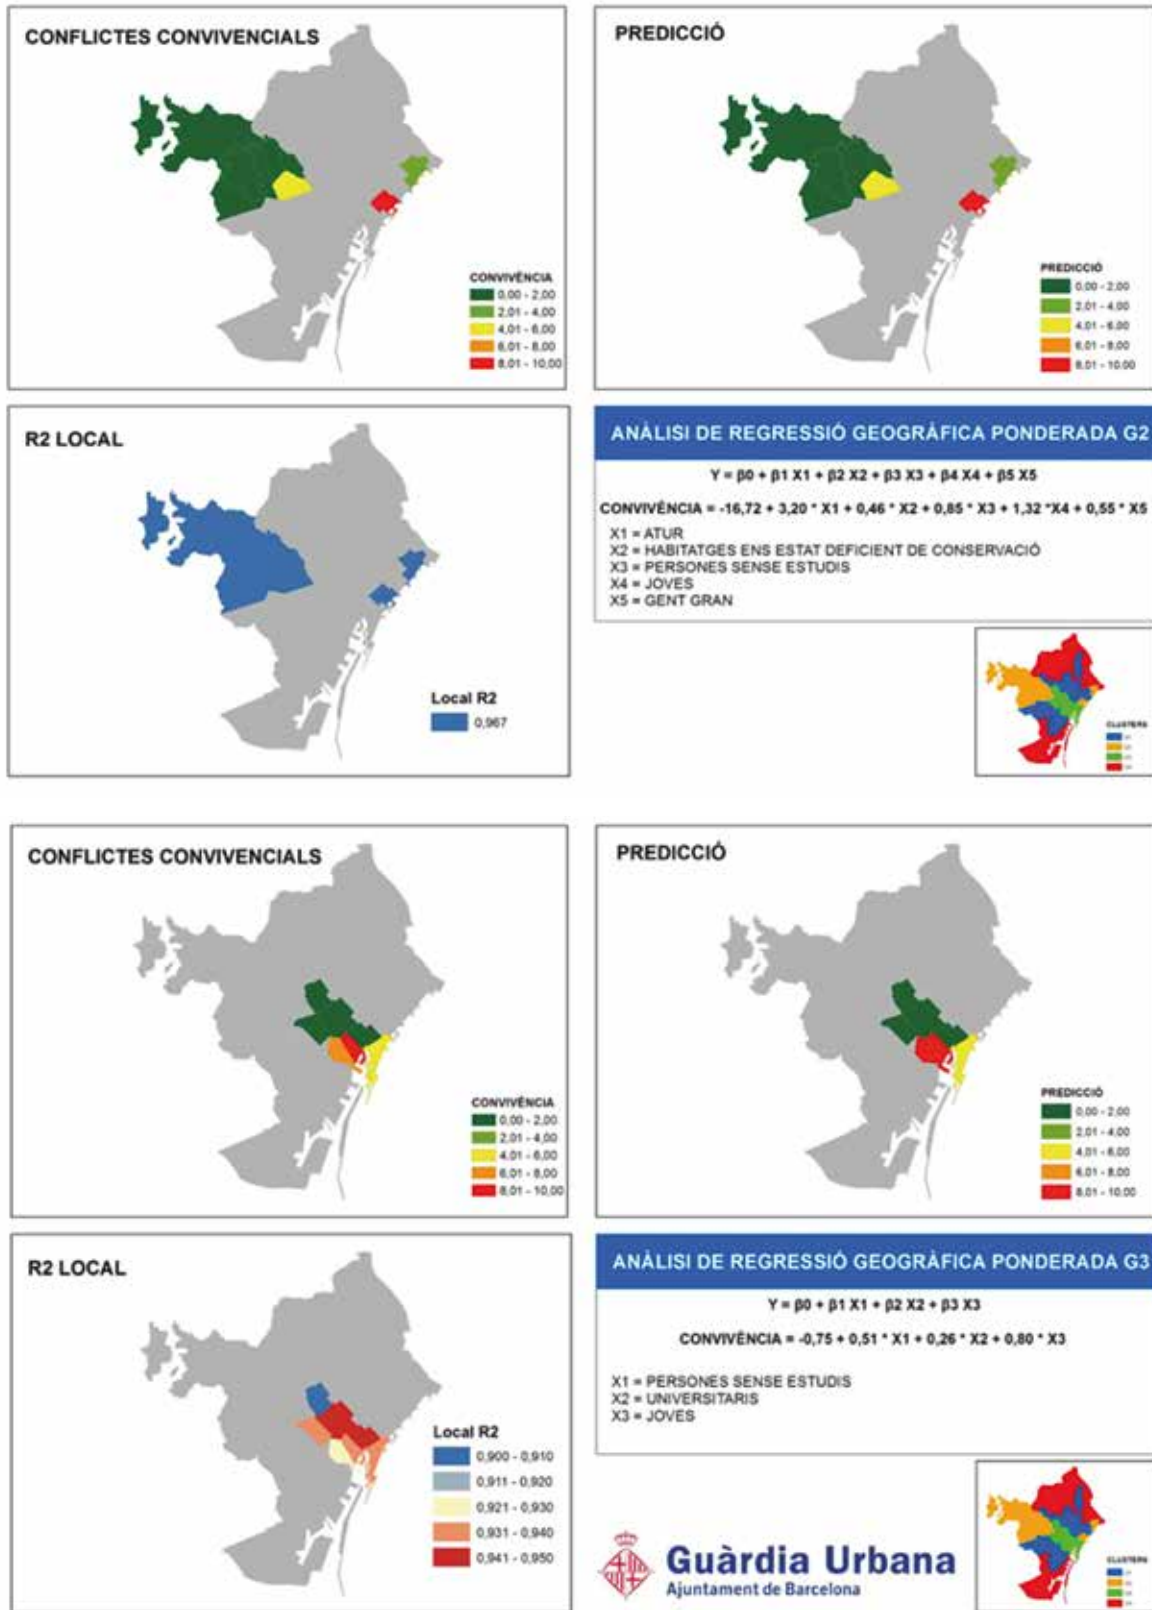 CONFLICTES CONVIVENCIALS
CONVIVÈNCIA
0,00 - 2,00
2,01 - 4,00
4,01 - 6,00
6,01 - 8,00
8,01 - 10,00
PREDICCIÓ
PREDICCIÓ
0,00 - 2,00
2,01 - 4,00
4,01 - 6,00
6,01 - 8,00
8,01 - 10,00
R2 LOCAL
Local R2
0,967
ANÀLISI DE REGRESSIÓ GEOGRÀFICA PONDERADA G2
Y = β0 + β1 X1 + β2 X2 + β3 X3 + β4 X4 + β5 X5
CONVIVÈNCIA = -16,72 + 3,20 * X1 + 0,46 * X2 + 0,85 * X3 + 1,32 *X4 + 0,55 * X5
X1 = ATUR
X2 = HABITATGES ENS ESTAT DEFICIENT DE CONSERVACIÓ
X3 = PERSONES SENSE ESTUDIS
X4 = JOVES
X5 = GENT GRAN
CLUSTERS
CONFLICTES CONVIVENCIALS
CONVIVÈNCIA
0,00 - 2,00
2,01 - 4,00
4,01 - 6,00
6,01 - 8,00
8,01 - 10,00
PREDICCIÓ
PREDICCIÓ
0,00 - 2,00
2,01 - 4,00
4,01 - 6,00
6,01 - 8,00
8,01 - 10,00
R2 LOCAL
Local R2
0,900 - 0,910
0,911 - 0,920
0,921 - 0,930
0,931 - 0,940
0,941 - 0,950
ANÀLISI DE REGRESSIÓ GEOGRÀFICA PONDERADA G3
Y = β0 + β1 X1 + β2 X2 + β3 X3
CONVIVÈNCIA = -0,75 + 0,51 * X1 + 0,26 * X2 + 0,80 * X3
X1 = PERSONES SENSE ESTUDIS
X2 = UNIVERSITARIS
X3 = JOVES
CLUSTERS
Guàrdia Urbana
Ajuntament de Barcelona